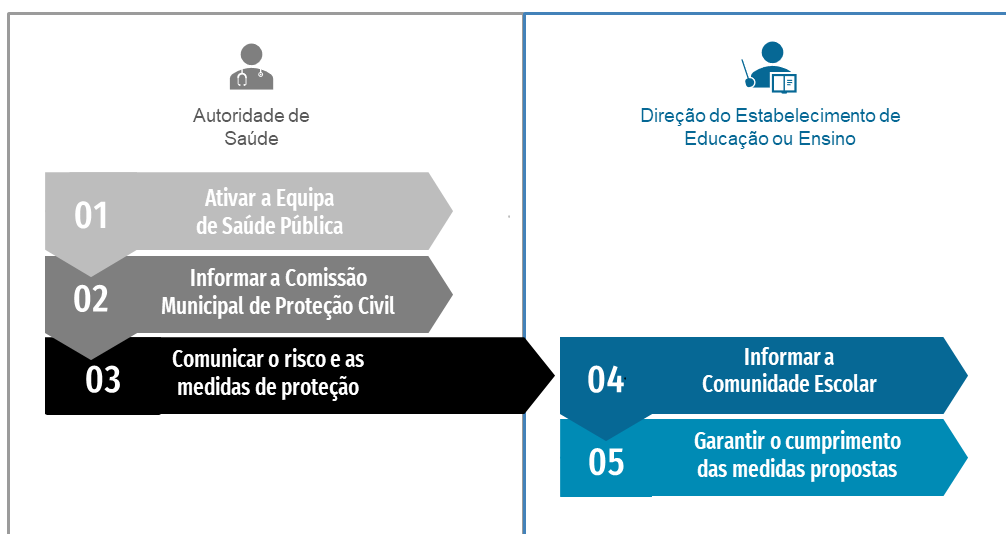 Autoridade de
Saúde
01
Ativar a Equipa
de Saúde Pública
02
Informar a Comissão
Municipal de Proteção Civil
03
Comunicar o risco e as
medidas de proteção
Direção do Estabelecimento de
Educação ou Ensino
04
Informar a
Comunidade Escolar
05
Garantir o cumprimento
das medidas propostas